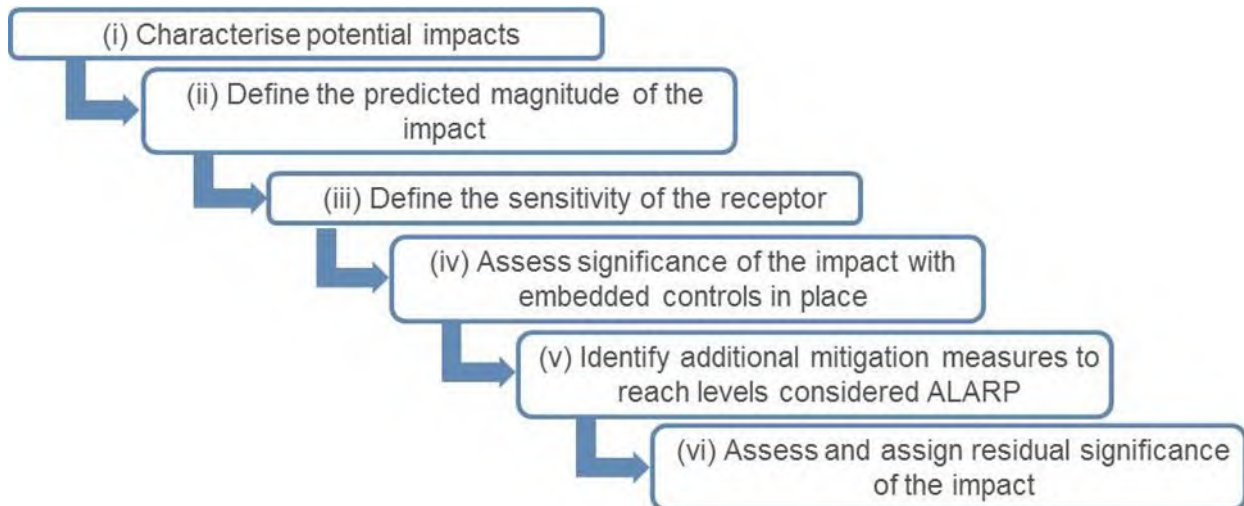 (i) Characterise potential impacts
(ii) Define the predicted magnitude of the
impact
(iii) Define the sensitivity of the receptor
(iv) Assess significance of the impact with
embedded controls in place
(v) Identify additional mitigation measures to
reach levels considered ALARP
(vi) Assess and assign residual significance
of the impact